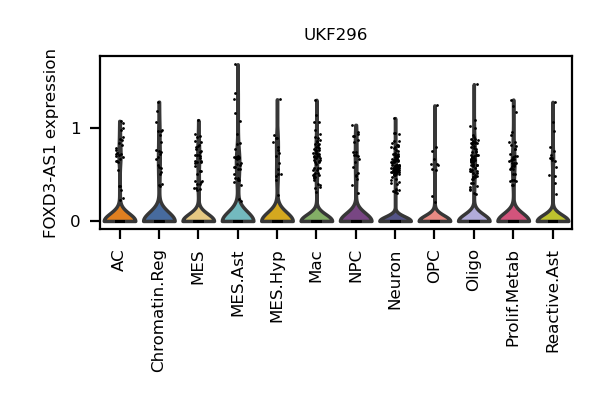 UKF296
FOXD3-AS1 expression
1
0
AC
Chromatin.Reg
MES
MES.Ast
MES.Hyp
Mac
NPC
Neuron
OPC
Oligo
Prolif.Metab
Reactive.Ast